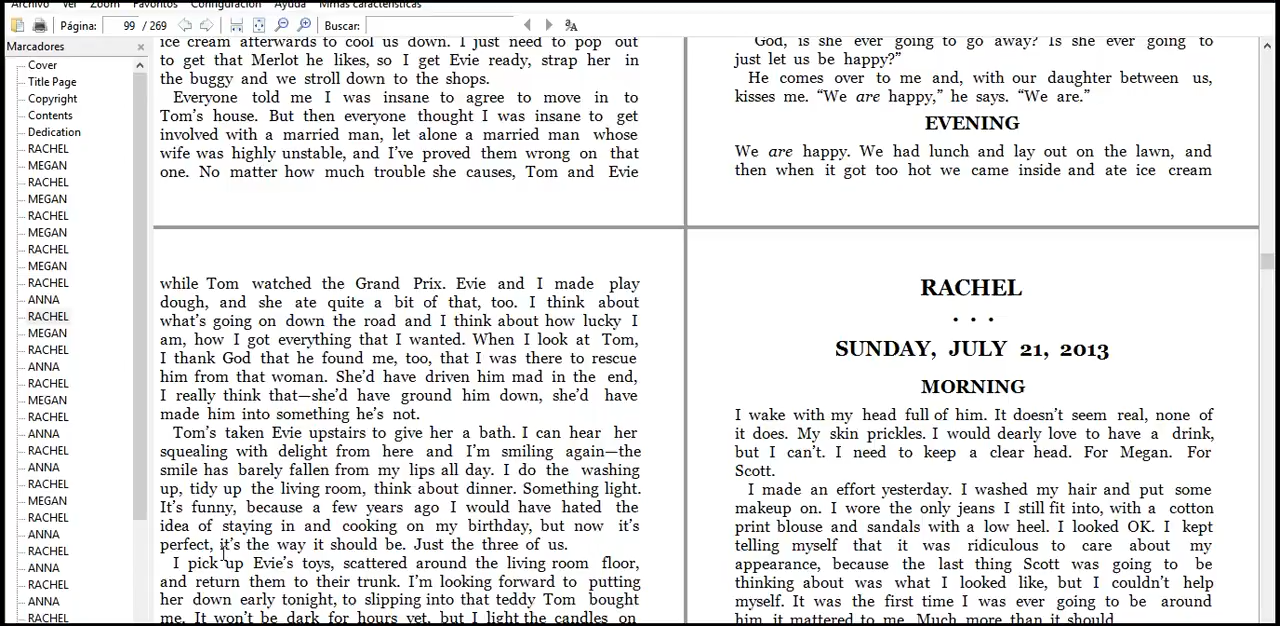 Archivo Ver Zoom Favoritos Configuración Ayuda Mimas características
Página: 99 / 269 Buscar:
Marcadores
Cover
Title Page
Copyright
Contents
Dedication
RACHEL
MEGAN
RACHEL
MEGAN
RACHEL
MEGAN
RACHEL
MEGAN
RACHEL
ANNA
RACHEL
MEGAN
RACHEL
ANNA
RACHEL
MEGAN
RACHEL
ANNA
RACHEL
ANNA
RACHEL
MEGAN
RACHEL
ANNA
RACHEL
ANNA
RACHEL
ANNA
RACHEL
ice cream afterwards to cool us down. I just need to pop out
to get that Merlot he likes, so I get Evie ready, strap her in
the buggy and we stroll down to the shops.
Everyone told me I was insane to agree to move in to
Tom’s house. But then everyone thought I was insane to get
involved with a married man, let alone a married man whose
wife was highly unstable, and I’ve proved them wrong on that
one. No matter how much trouble she causes, Tom and Evie
“God, is she ever going to go away? Is she ever going to
just let us be happy?”
He comes over to me and, with our daughter between us,
kisses me. “We are happy,” he says. “We are.”
EVENING
We are happy. We had lunch and lay out on the lawn, and
then when it got too hot we came inside and ate ice cream
while Tom watched the Grand Prix. Evie and I made play
dough, and she ate quite a bit of that, too. I think about
what’s going on down the road and I think about how lucky I
am, how I got everything that I wanted. When I look at Tom,
I thank God that he found me, too, that I was there to rescue
him from that woman. She’d have driven him mad in the end,
I really think that—she’d have ground him down, she’d have
made him into something he’s not.
Tom’s taken Evie upstairs to give her a bath. I can hear her
squealing with delight from here and I’m smiling again—the
smile has barely fallen from my lips all day. I do the washing
up, tidy up the living room, think about dinner. Something light.
It’s funny, because a few years ago I would have hated the
idea of staying in and cooking on my birthday, but now it’s
perfect, it’s the way it should be. Just the three of us.
I pick up Evie’s toys, scattered around the living room floor,
and return them to their trunk. I’m looking forward to putting
her down early tonight, to slipping into that teddy Tom bought
me. It won’t be dark for hours yet, but I light the candles on
RACHEL
• • •
SUNDAY, JULY 21, 2013
MORNING
I wake with my head full of him. It doesn’t seem real, none of
it does. My skin prickles. I would dearly love to have a drink,
but I can’t. I need to keep a clear head. For Megan. For
Scott.
I made an effort yesterday. I washed my hair and put some
makeup on. I wore the only jeans I still fit into, with a cotton
print blouse and sandals with a low heel. I looked OK. I kept
telling myself that it was ridiculous to care about my
appearance, because the last thing Scott was going to be
thinking about was what I looked like, but I couldn’t help
myself. It was the first time I was ever going to be around
him, it mattered to me. Much more than it should.